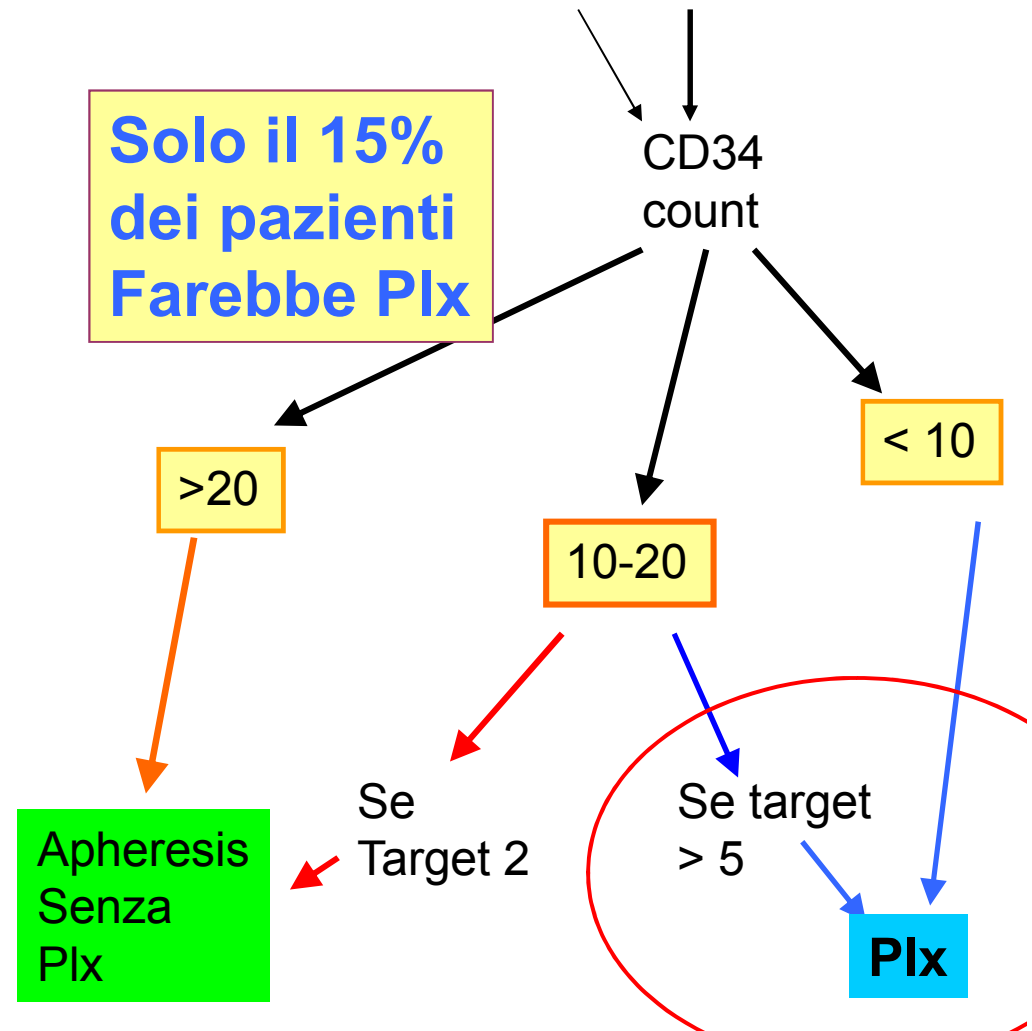 Solo il 15%
dei pazienti
Farebbe Plx
CD34
count
>20
10-20
< 10
Se
Target 2
Se target
> 5
Apheresis
Senza
Plx
Plx